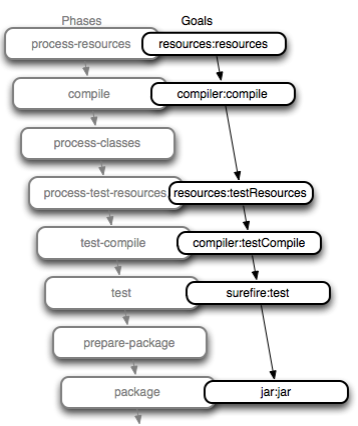 Phases Goals
process-resources resources:resources
compile compiler:compile
process-classes
process-test-resources resources:testResources
test-compile compiler:testCompile
test surefire:test
prepare-package
package jar:jar